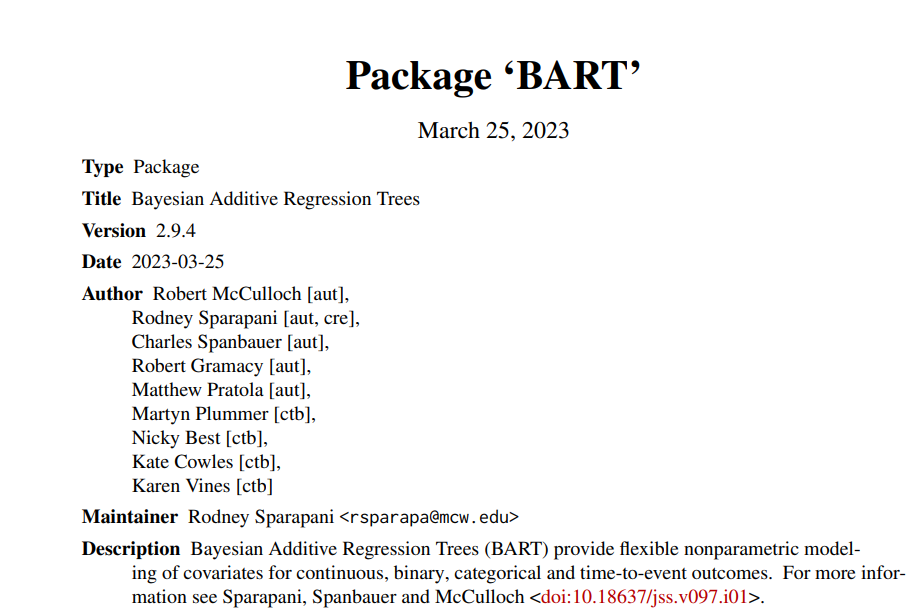 Package ‘BART’
March 25, 2023
Type Package
Title Bayesian Additive Regression Trees
Version 2.9.4
Date 2023-03-25
Author Robert McCulloch [aut],
Rodney Sparapani [aut, cre],
Charles Spanbauer [aut],
Robert Gramacy [aut],
Matthew Pratola [aut],
Martyn Plummer [ctb],
Nicky Best [ctb],
Kate Cowles [ctb],
Karen Vines [ctb]
Maintainer Rodney Sparapani <rsparapa@mcw.edu>
Description Bayesian Additive Regression Trees (BART) provide flexible nonparametric model-
ing of covariates for continuous, binary, categorical and time-to-event outcomes. For more infor-
mation see Sparapani, Spanbauer and McCulloch <doi:10.18637/jss.v097.i01>.